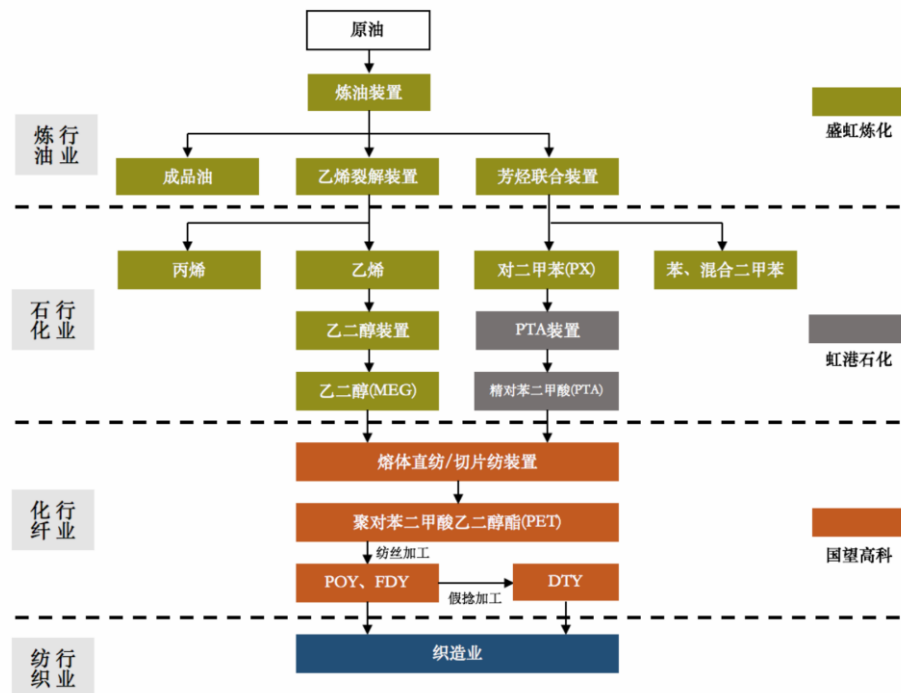 原油
炼油装置
炼 行
油 业
盛虹炼化
成品油
乙烯裂解装置
芳烃联合装置
丙烯
乙烯
对二甲苯(PX)
苯、混合二甲苯
石 行
化 业
乙二醇装置
PTA装置
虹港石化
乙二醇(MEG)
精对苯二甲酸(PTA)
熔体直纺/切片纺装置
化 行
纤 业
聚对苯二甲酸乙二醇酯(PET)
国望高科
纺丝加工
POY、FDY
假捻加工
DTY
纺 行
织 业
织造业